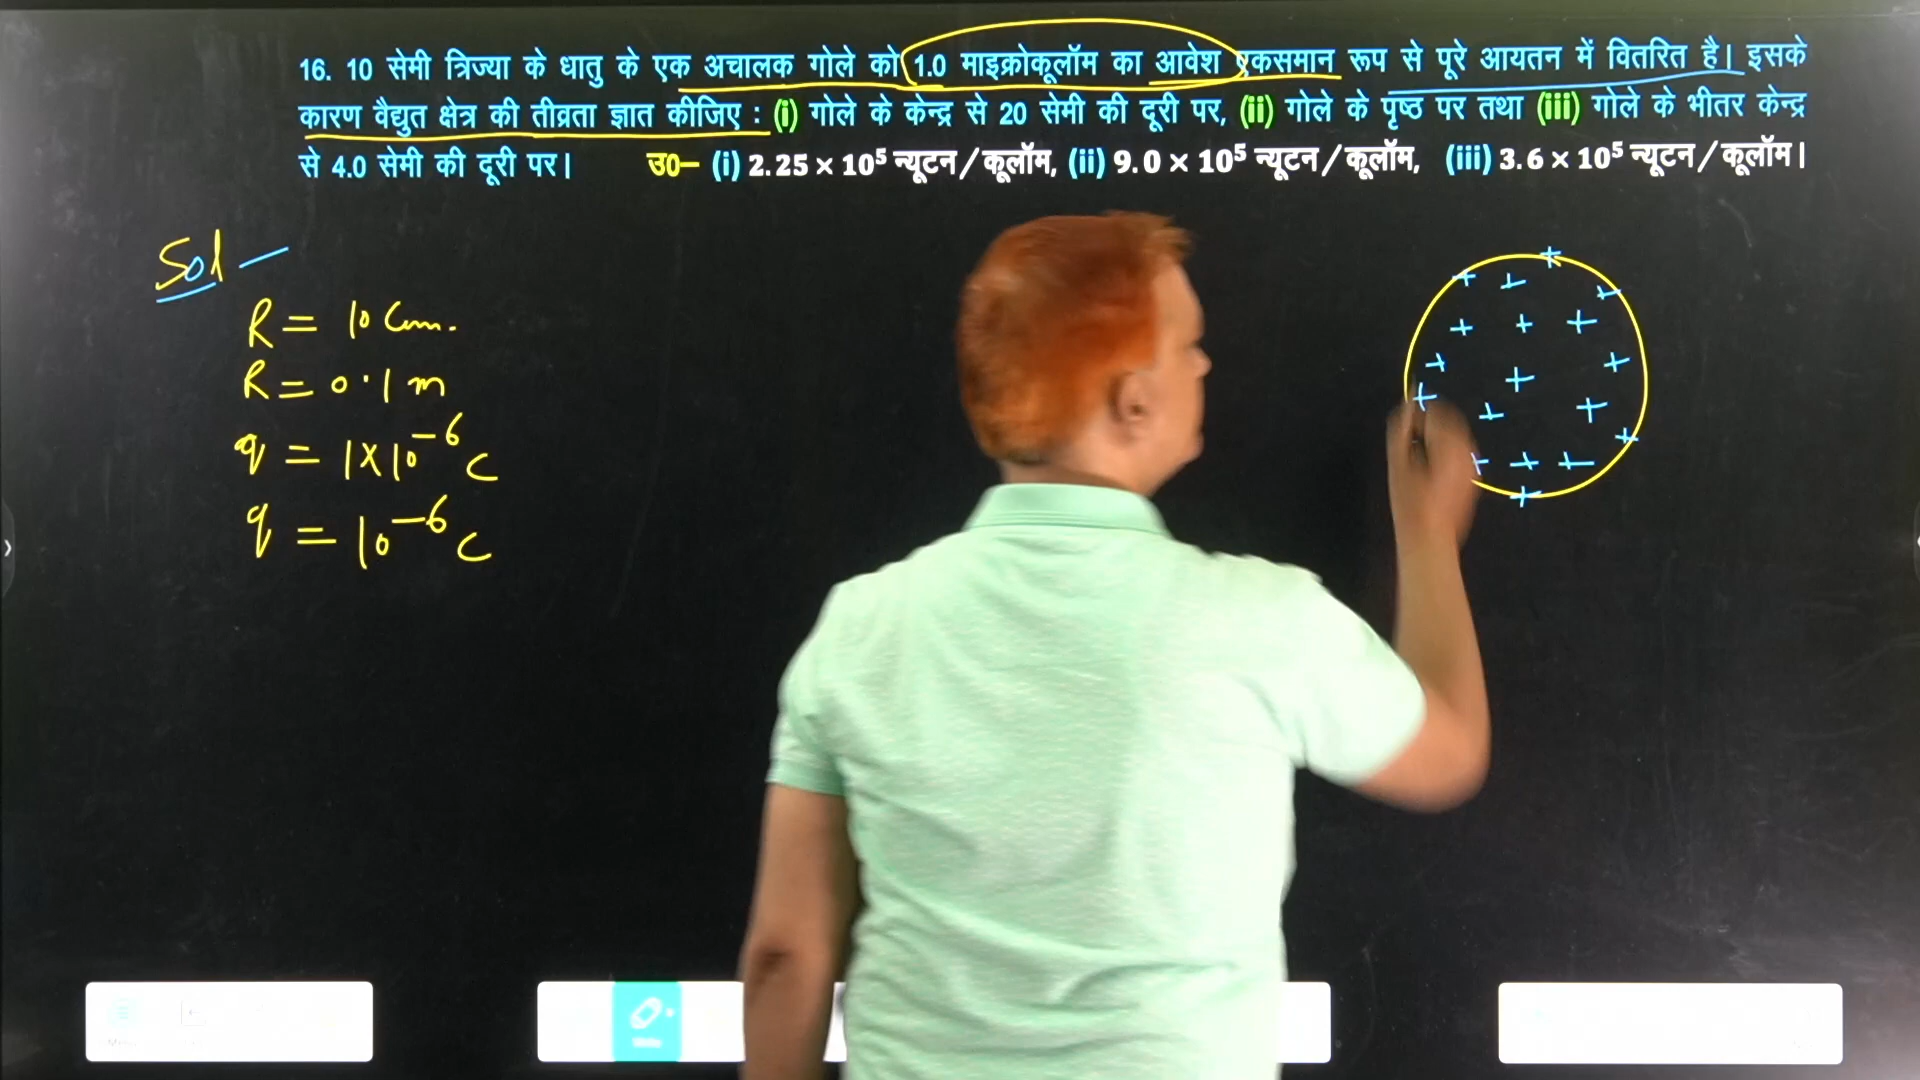 16. 10 सेमी त्रिज्या के धातु के एक अचालक गोले को 1.0 माइक्रोकूलॉम का आवेश एकसमान रूप से पूरे आयतन में वितरित है। इसके
कारण वैद्युत क्षेत्र की तीव्रता ज्ञात कीजिए : (i) गोले के केन्द्र से 20 सेमी की दूरी पर, (ii) गोले के पृष्ठ पर तथा (iii) गोले के भीतर केन्द्र
से 4.0 सेमी की दूरी पर। उ0– (i) 2.25 × 10⁵ न्यूटन/कूलॉम, (ii) 9.0 × 10⁵ न्यूटन/कूलॉम, (iii) 3.6 × 10⁵ न्यूटन/कूलॉम।
Sol —
R = 10 Cm.
R = 0.1 m
q = 1×10⁻⁶ C
q = 10⁻⁶ C